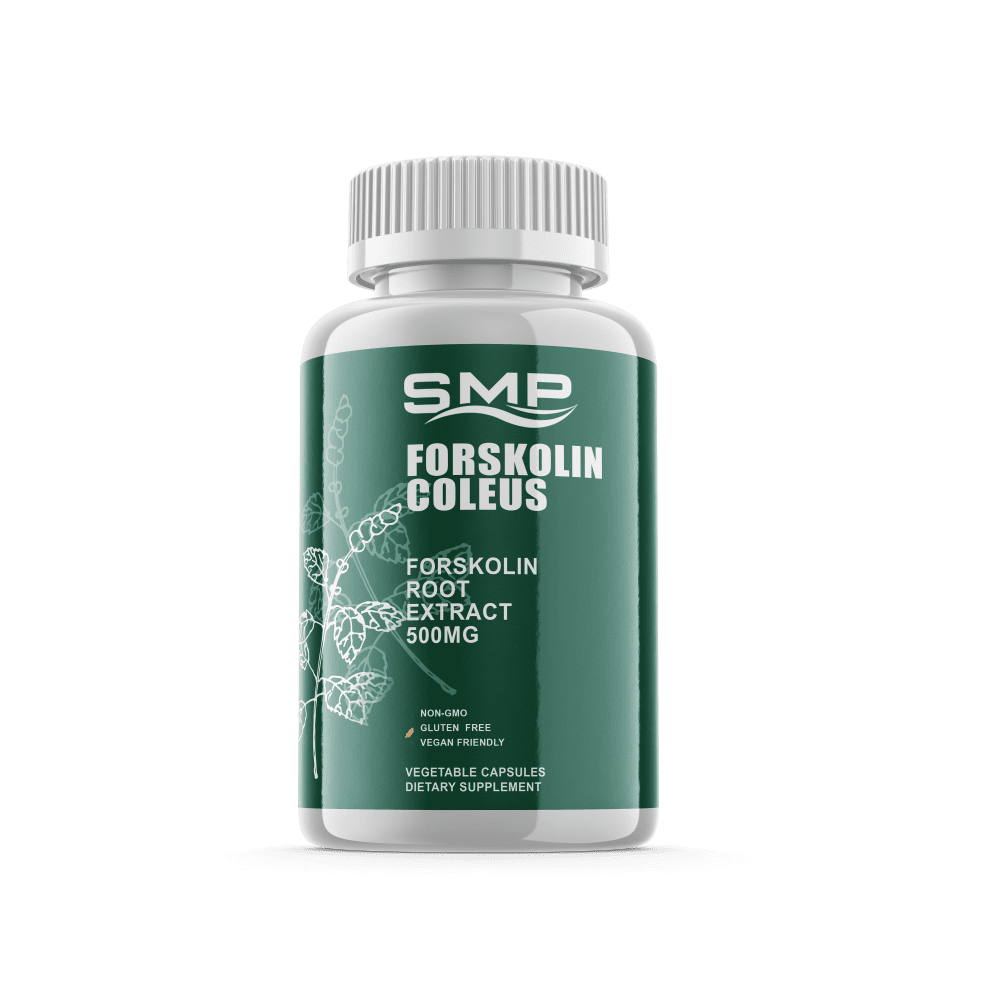 SMP
FORSKOLIN
COLEUS
FORSKOLIN
ROOT
EXTRACT
500MG
NON-GMO
GLUTEN FREE
VEGAN FRIENDLY
VEGETABLE CAPSULES
DIETARY SUPPLEMENT